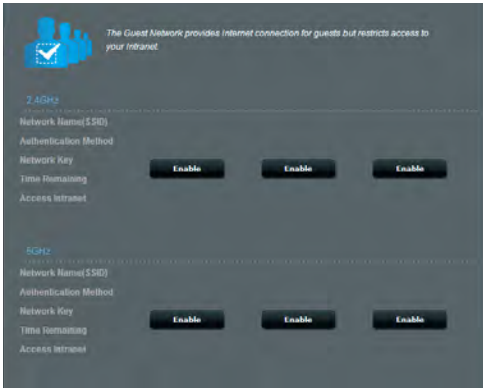 The Guest Network provides Internet connection for guests but restricts access to
your Intranet.
2.4GHz
Network Name(SSID)
Authentication Method
Network Key
Time Remaining
Access Intranet
Enable Enable Enable
5GHz
Network Name(SSID)
Authentication Method
Network Key
Time Remaining
Access Intranet
Enable Enable Enable